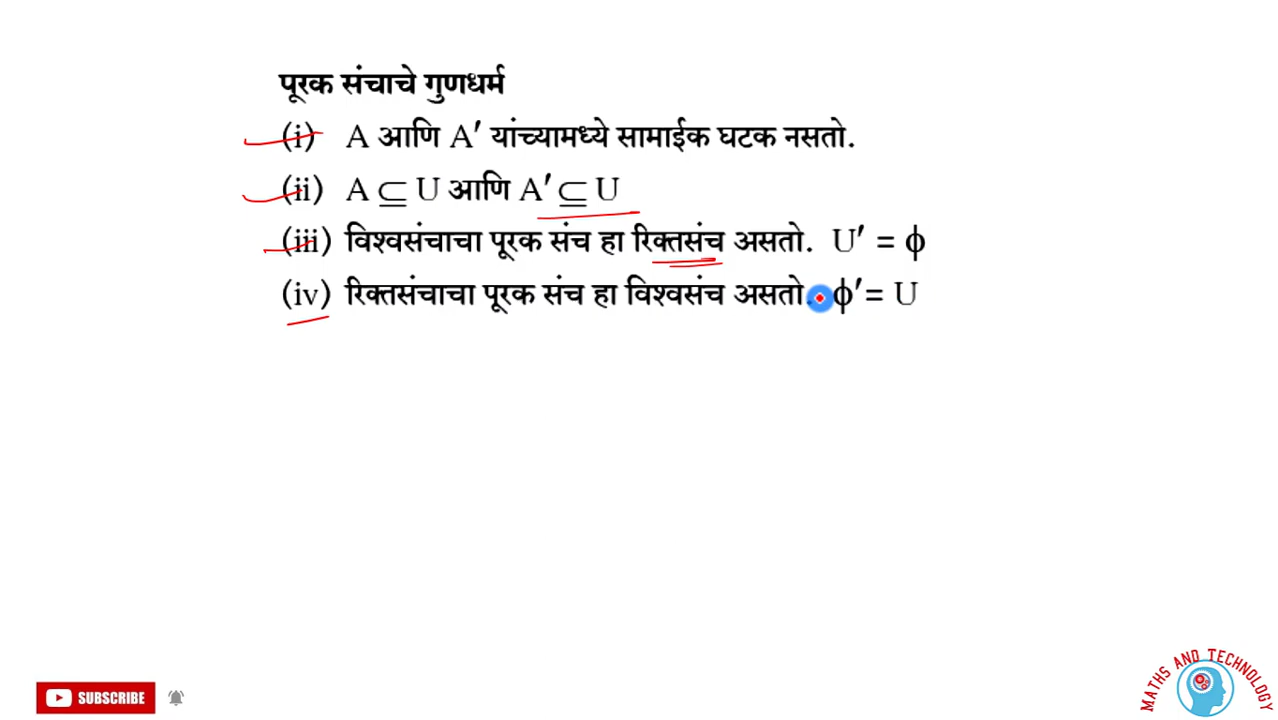 पूरक संचाचे गुणधर्म
(i) A आणि A′ यांच्यामध्ये सामाईक घटक नसतो.
(ii) A ⊆ U आणि A′ ⊆ U
(iii) विश्वसंचाचा पूरक संच हा रिक्तसंच असतो. U′ = ϕ
(iv) रिक्तसंचाचा पूरक संच हा विश्वसंच असतो. ϕ′= U
SUBSCRIBE
MATHS AND TECHNOLOGY